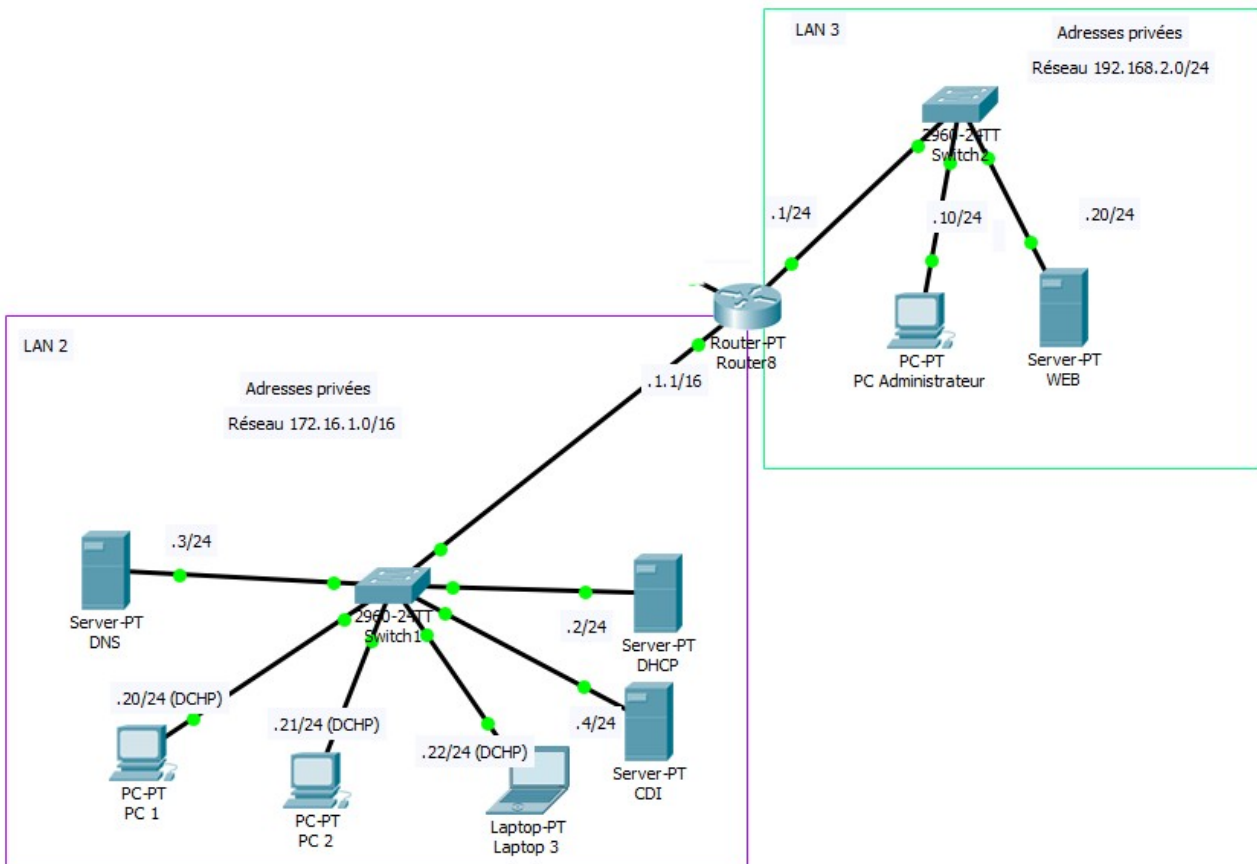 LAN 3
Adresses privées
Réseau 192.168.2.0/24
2960-24TT
Switch2
.1/24
.10/24
.20/24
Router-PT
Router8
PC-PT
PC Administrateur
Server-PT
WEB
LAN 2
.1.1/16
Adresses privées
Réseau 172.16.1.0/16
.3/24
Server-PT
DNS
2960-24TT
Switch1
.2/24
Server-PT
DHCP
.20/24 (DCHP)
.21/24 (DCHP)
.22/24 (DCHP)
.4/24
PC-PT
PC 1
PC-PT
PC 2
Laptop-PT
Laptop 3
Server-PT
CDI